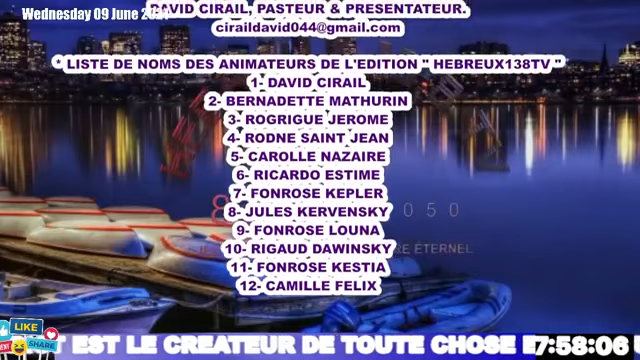 Wednesday 09 June
DAVID CIRAIL, PASTEUR & PRESENTATEUR.
ciraildavid044@gmail.com
* LISTE DE NOMS DES ANIMATEURS DE L'EDITION " HEBREUX138TV "
1- DAVID CIRAIL
2- BERNADETTE MATHURIN
3- ROGRIGUE JEROME
4- RODNE SAINT JEAN
5- CAROLLE NAZAIRE
6- RICARDO ESTIME
7- FONROSE KEPLER
8- JULES KERVENSKY
9- FONROSE LOUNA
10- RIGAUD DAWINSKY
11- FONROSE KESTIA
12- CAMILLE FELIX
050
ÉTERNEL
LIKE
SHARE
EST LE CREATEUR DE TOUTE CHOSE
7:58:06